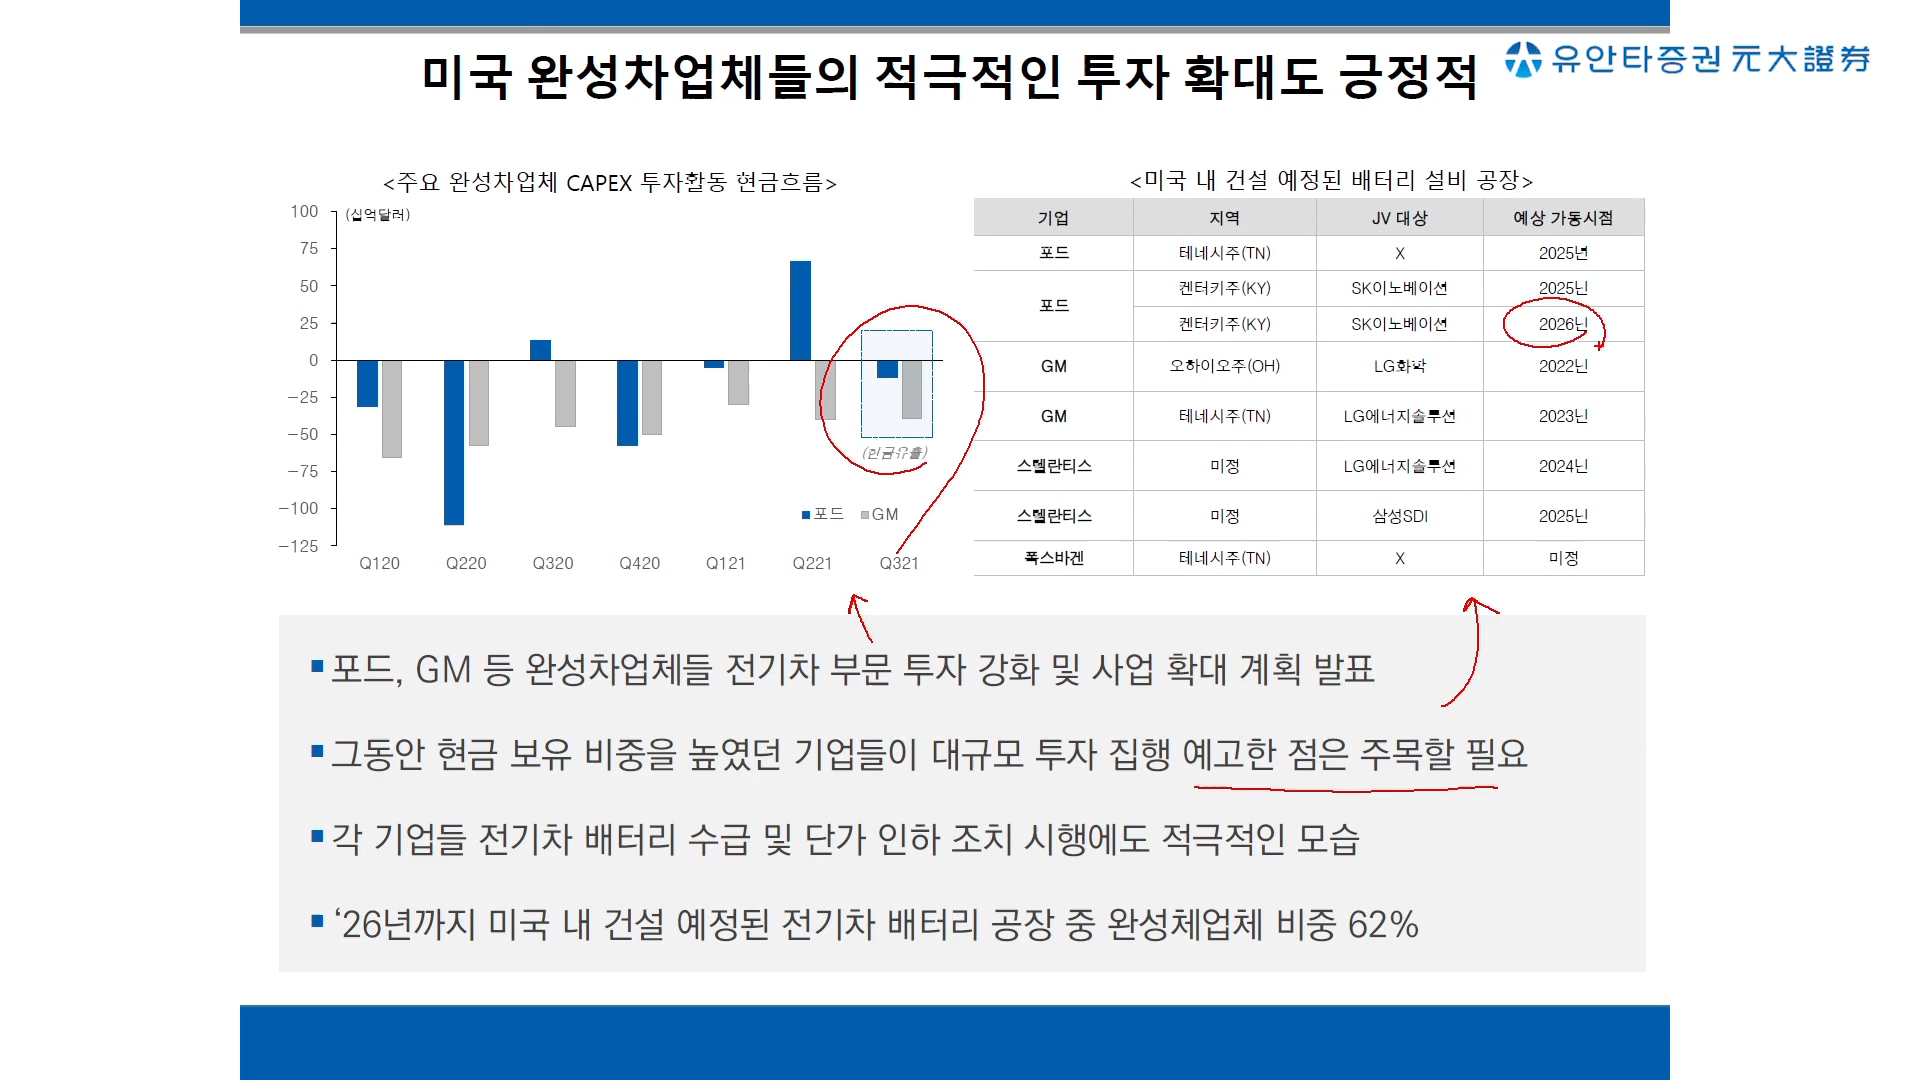 미국 완성차업체들의 적극적인 투자 확대도 긍정적
유안타증권 元大證券
<주요 완성차업체 CAPEX 투자활동 현금흐름>
(십억달러)
100
75
50
25
0
-25
-50
-75
-100
-125
(현금유출)
포드 GM
Q120 Q220 Q320 Q420 Q121 Q221 Q321
<미국 내 건설 예정된 배터리 설비 공장>
기업 지역 JV 대상 예상 가동시점
포드 테네시주(TN) X 2025년
포드 켄터키주(KY) SK이노베이션 2025년
켄터키주(KY) SK이노베이션 2026년
GM 오하이오주(OH) LG화학 2022년
GM 테네시주(TN) LG에너지솔루션 2023년
스텔란티스 미정 LG에너지솔루션 2024년
스텔란티스 미정 삼성SDI 2025년
폭스바겐 테네시주(TN) X 미정
포드, GM 등 완성차업체들 전기차 부문 투자 강화 및 사업 확대 계획 발표
그동안 현금 보유 비중을 높였던 기업들이 대규모 투자 집행 예고한 점은 주목할 필요
각 기업들 전기차 배터리 수급 및 단가 인하 조치 시행에도 적극적인 모습
‘26년까지 미국 내 건설 예정된 전기차 배터리 공장 중 완성체업체 비중 62%